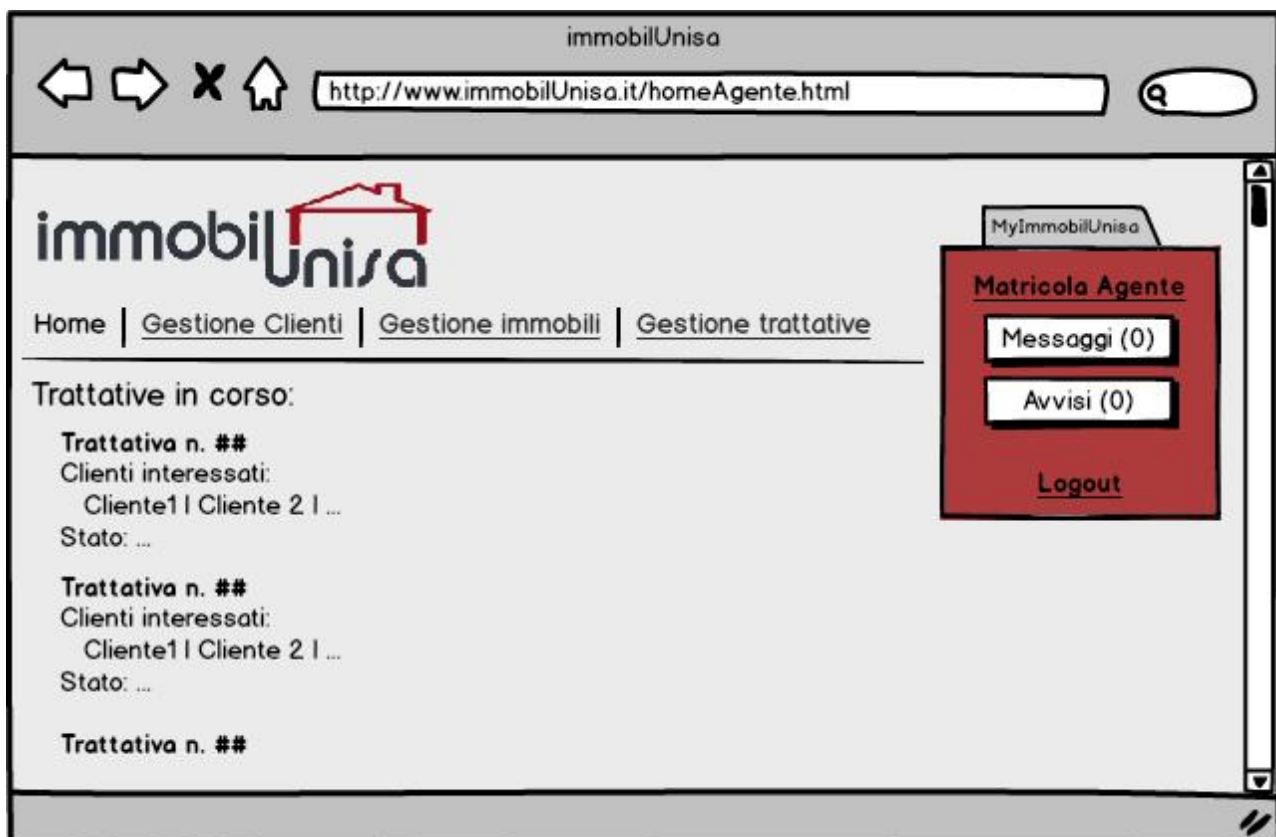 immobilUnisa
http://www.immobilUnisa.it/homeAgente.html
immobilUnisa
MyImmobilUnisa
Matricola Agente
Messaggi (0)
Avvisi (0)
Logout
Home | Gestione Clienti | Gestione immobili | Gestione trattative
Trattative in corso:
Trattativa n. ##
Clienti interessati:
Cliente1 | Cliente 2 | ...
Stato: ...
Trattativa n. ##
Clienti interessati:
Cliente1 | Cliente 2 | ...
Stato: ...
Trattativa n. ##